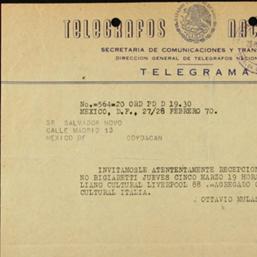 TELEGRAFOS NAC
SECRETARIA DE COMUNICACIONES Y TRAN
DIRECCION GENERAL DE TELEGRAFOS NACION
TELEGRAMA
No.=564=20 ORD PD D 19.30
MEXICO, D.F., 27/28 FEBRERO 70.
SR SALVADOR NOVO
CALLE MADRID 13
MEXICO DF COYOACAN
INVITAMOSLE ATENTENTAMENTE RECEPCION
NO BIGIARETTI JUEVES CINCO MARZO 19 HORA
LIANO CULTURAL LIVERPOOL 88 .=AGREGADO C
CULTURAL ITALIA.
OTTAVIO MULAS